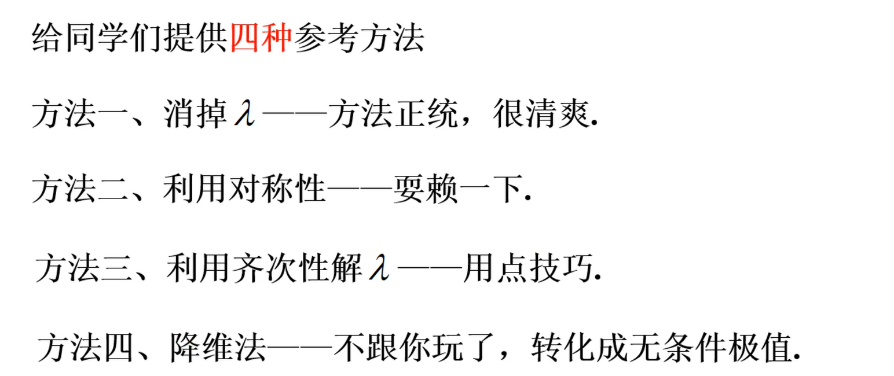 给同学们提供四种参考方法
方法一、消掉λ——方法正统，很清爽.
方法二、利用对称性——耍赖一下.
方法三、利用齐次性解λ——用点技巧.
方法四、降维法——不跟你玩了，转化成无条件极值.